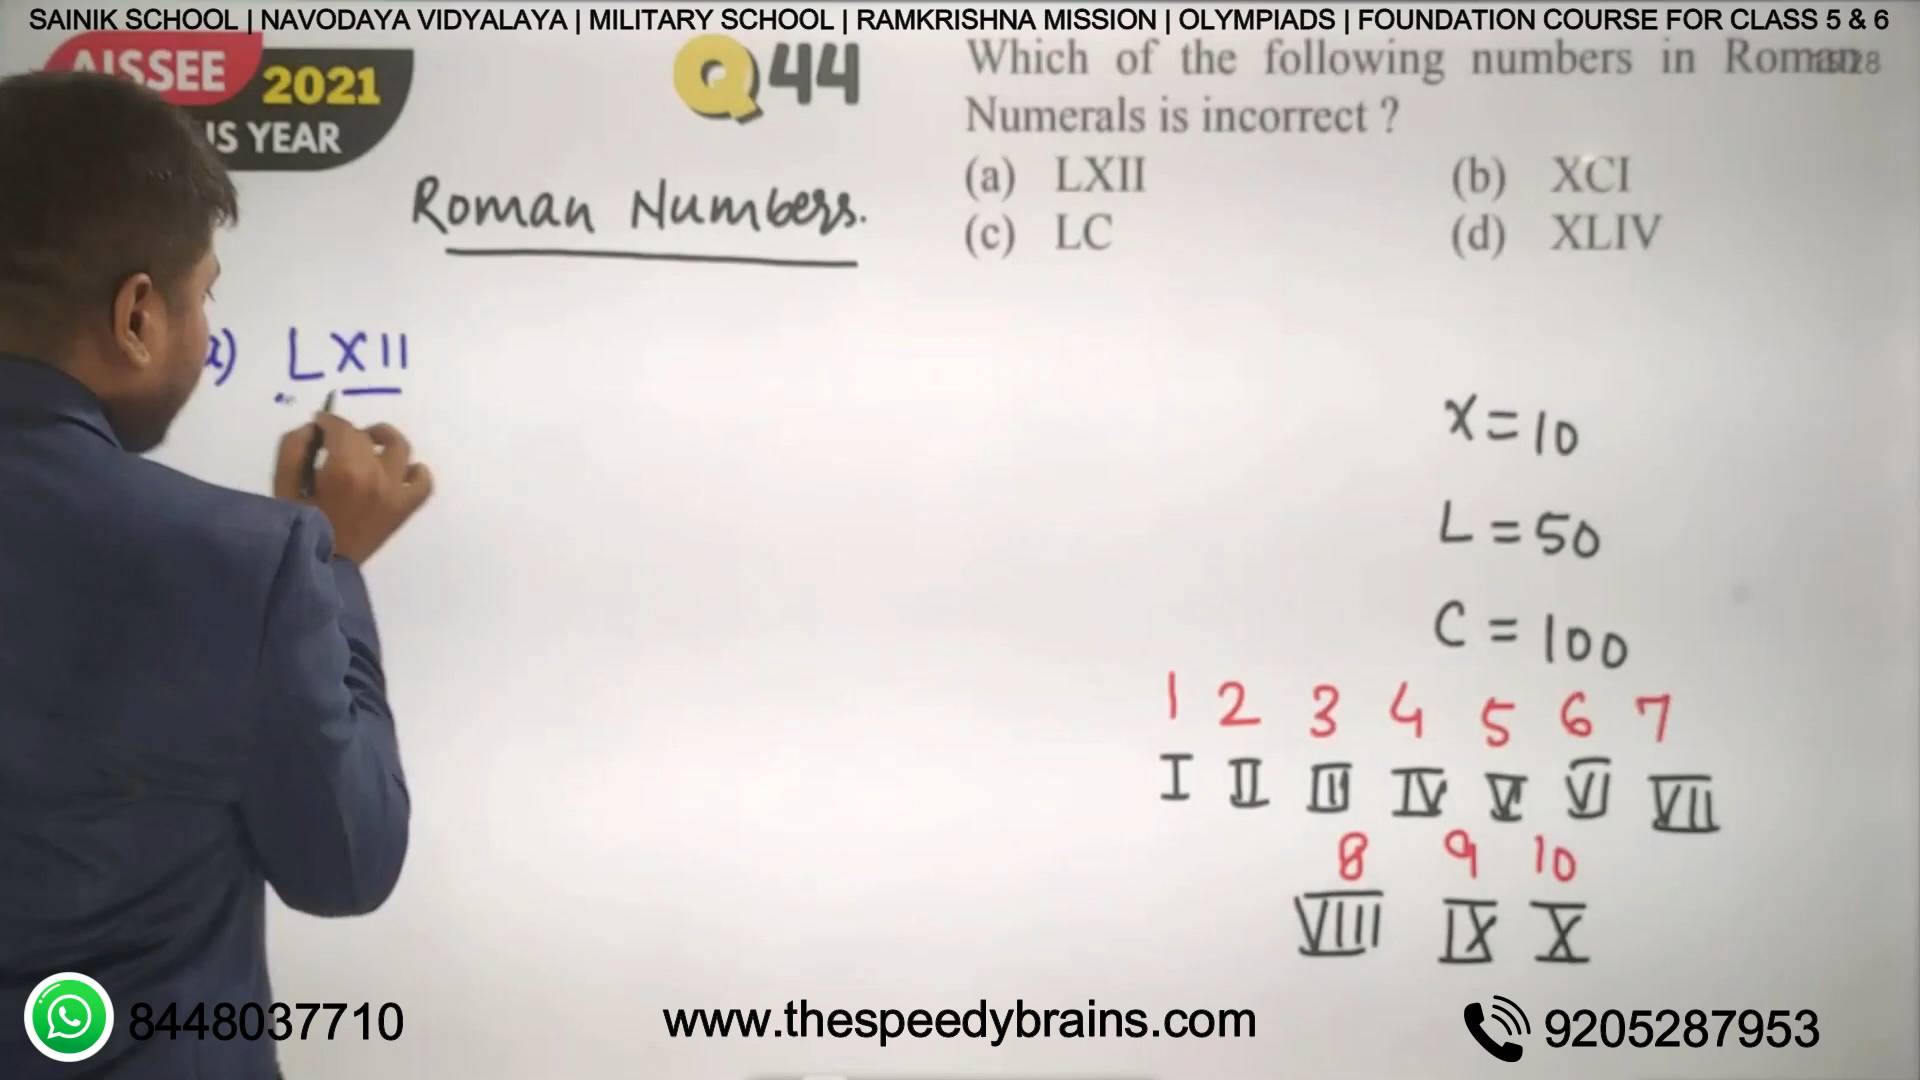 SAINIK SCHOOL | NAVODAYA VIDYALAYA | MILITARY SCHOOL | RAMKRISHNA MISSION | OLYMPIADS | FOUNDATION COURSE FOR CLASS 5 & 6
AISSEE 2021
IS YEAR
Q 44
Which of the following numbers in Roman
Numerals is incorrect ?
(a) LXII (b) XCI
(c) LC (d) XLIV
Roman Numbers.
a) LXII
X = 10
L = 50
C = 100
1 2 3 4 5 6 7
I II III IV V VI VII
8 9 10
VIII IX X
8448037710
www.thespeedybrains.com
9205287953